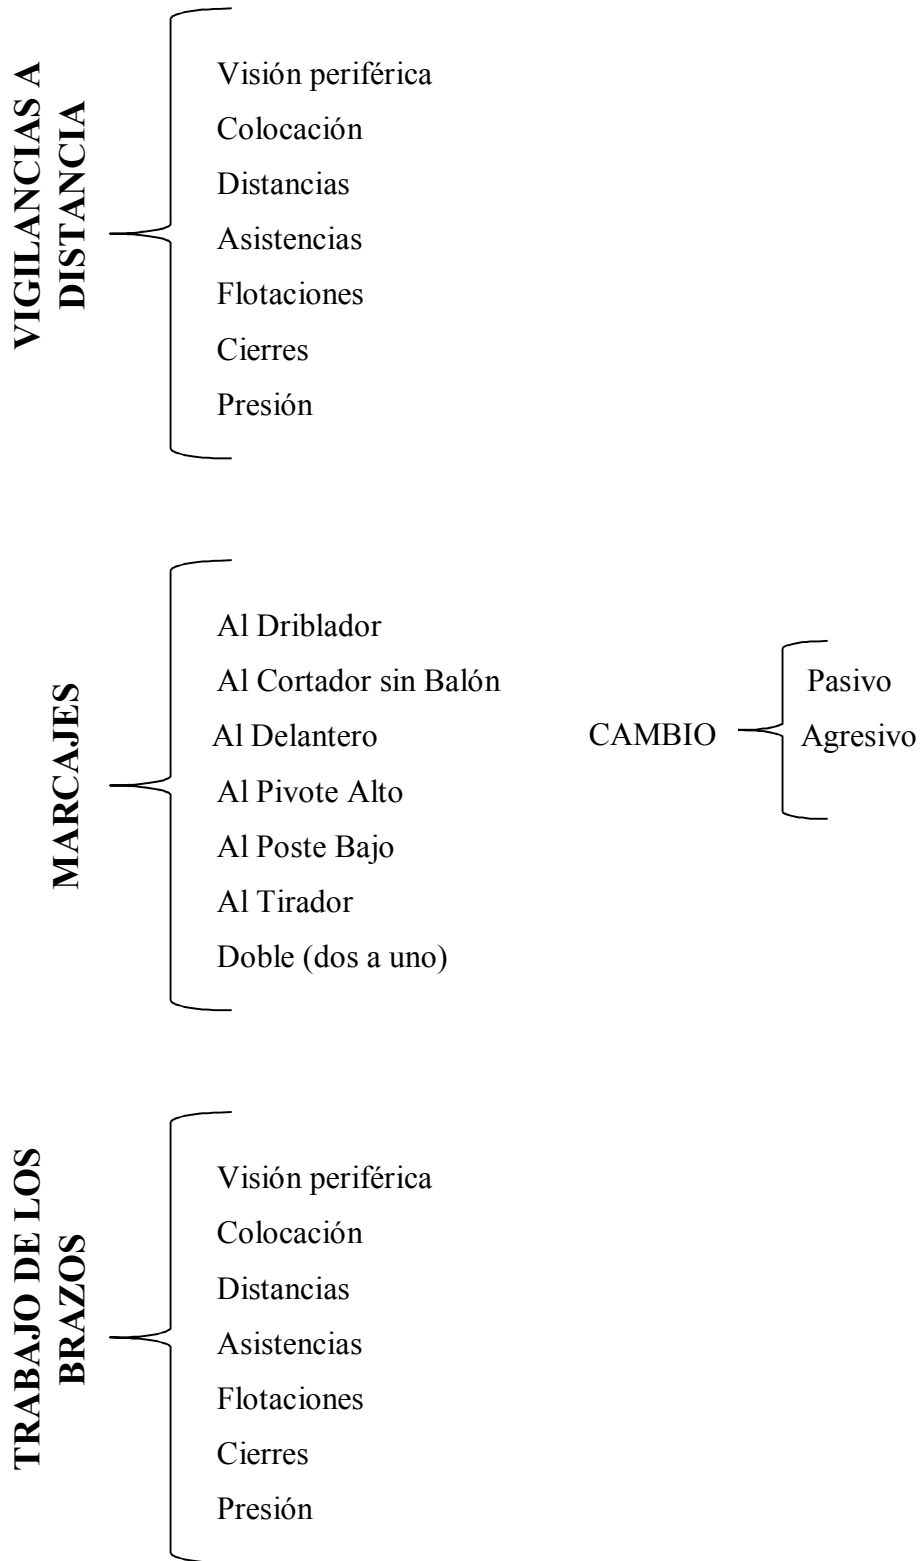 VIGILANCIAS A
DISTANCIA
Visión periférica
Colocación
Distancias
Asistencias
Flotaciones
Cierres
Presión
MARCAJES
Al Driblador
Al Cortador sin Balón
Al Delantero
Al Pivote Alto
Al Poste Bajo
Al Tirador
Doble (dos a uno)
CAMBIO
Pasivo
Agresivo
TRABAJO DE LOS
BRAZOS
Visión periférica
Colocación
Distancias
Asistencias
Flotaciones
Cierres
Presión